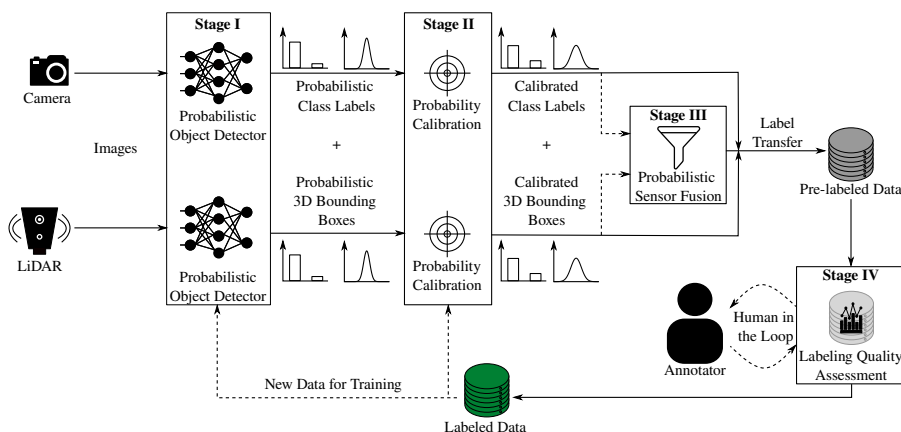 Stage I
Stage II
Camera
Probabilistic
Object Detector
Probabilistic
Class Labels
Probability
Calibration
Calibrated
Class Labels
Images
+
+
Stage III
Probabilistic
Sensor Fusion
Label
Transfer
Pre-labeled Data
LiDAR
Probabilistic
Object Detector
Probabilistic
3D Bounding
Boxes
Probability
Calibration
Calibrated
3D Bounding
Boxes
Stage IV
Human in
the Loop
Annotator
Labeling Quality
Assessment
New Data for Training
Labeled Data